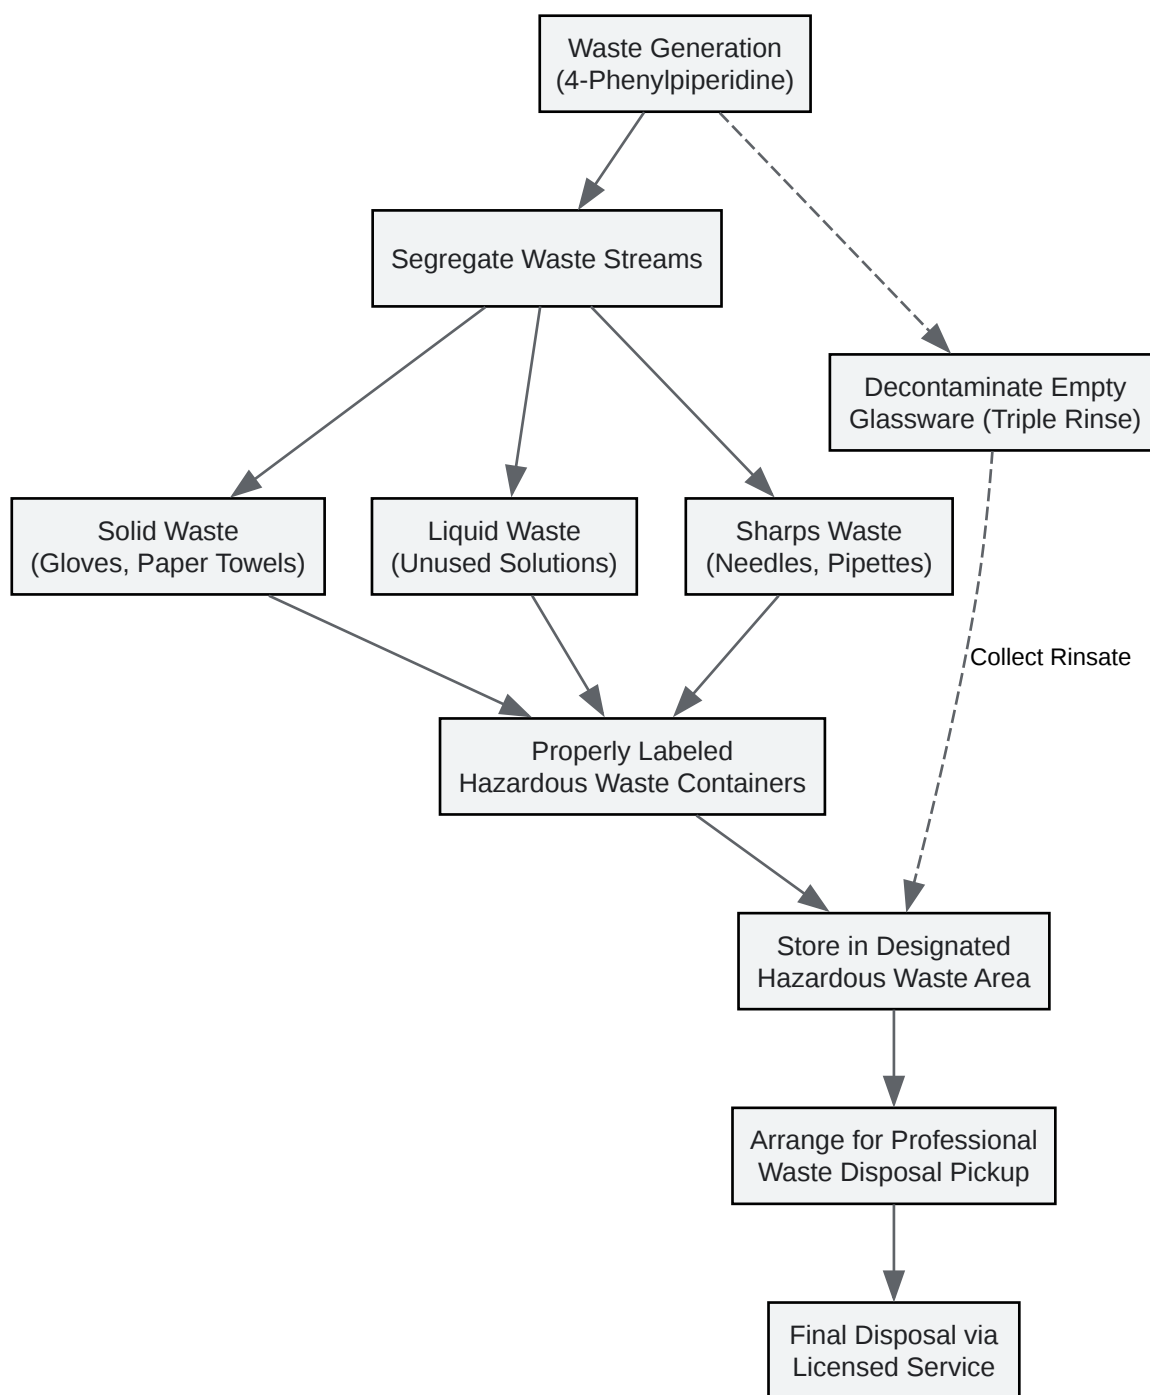 Waste Generation
(4-Phenylpiperidine)
Segregate Waste Streams
Decontaminate Empty
Glassware (Triple Rinse)
Solid Waste
(Gloves, Paper Towels)
Liquid Waste
(Unused Solutions)
Sharps Waste
(Needles, Pipettes)
Collect Rinsate
Properly Labeled
Hazardous Waste Containers
Store in Designated
Hazardous Waste Area
Arrange for Professional
Waste Disposal Pickup
Final Disposal via
Licensed Service